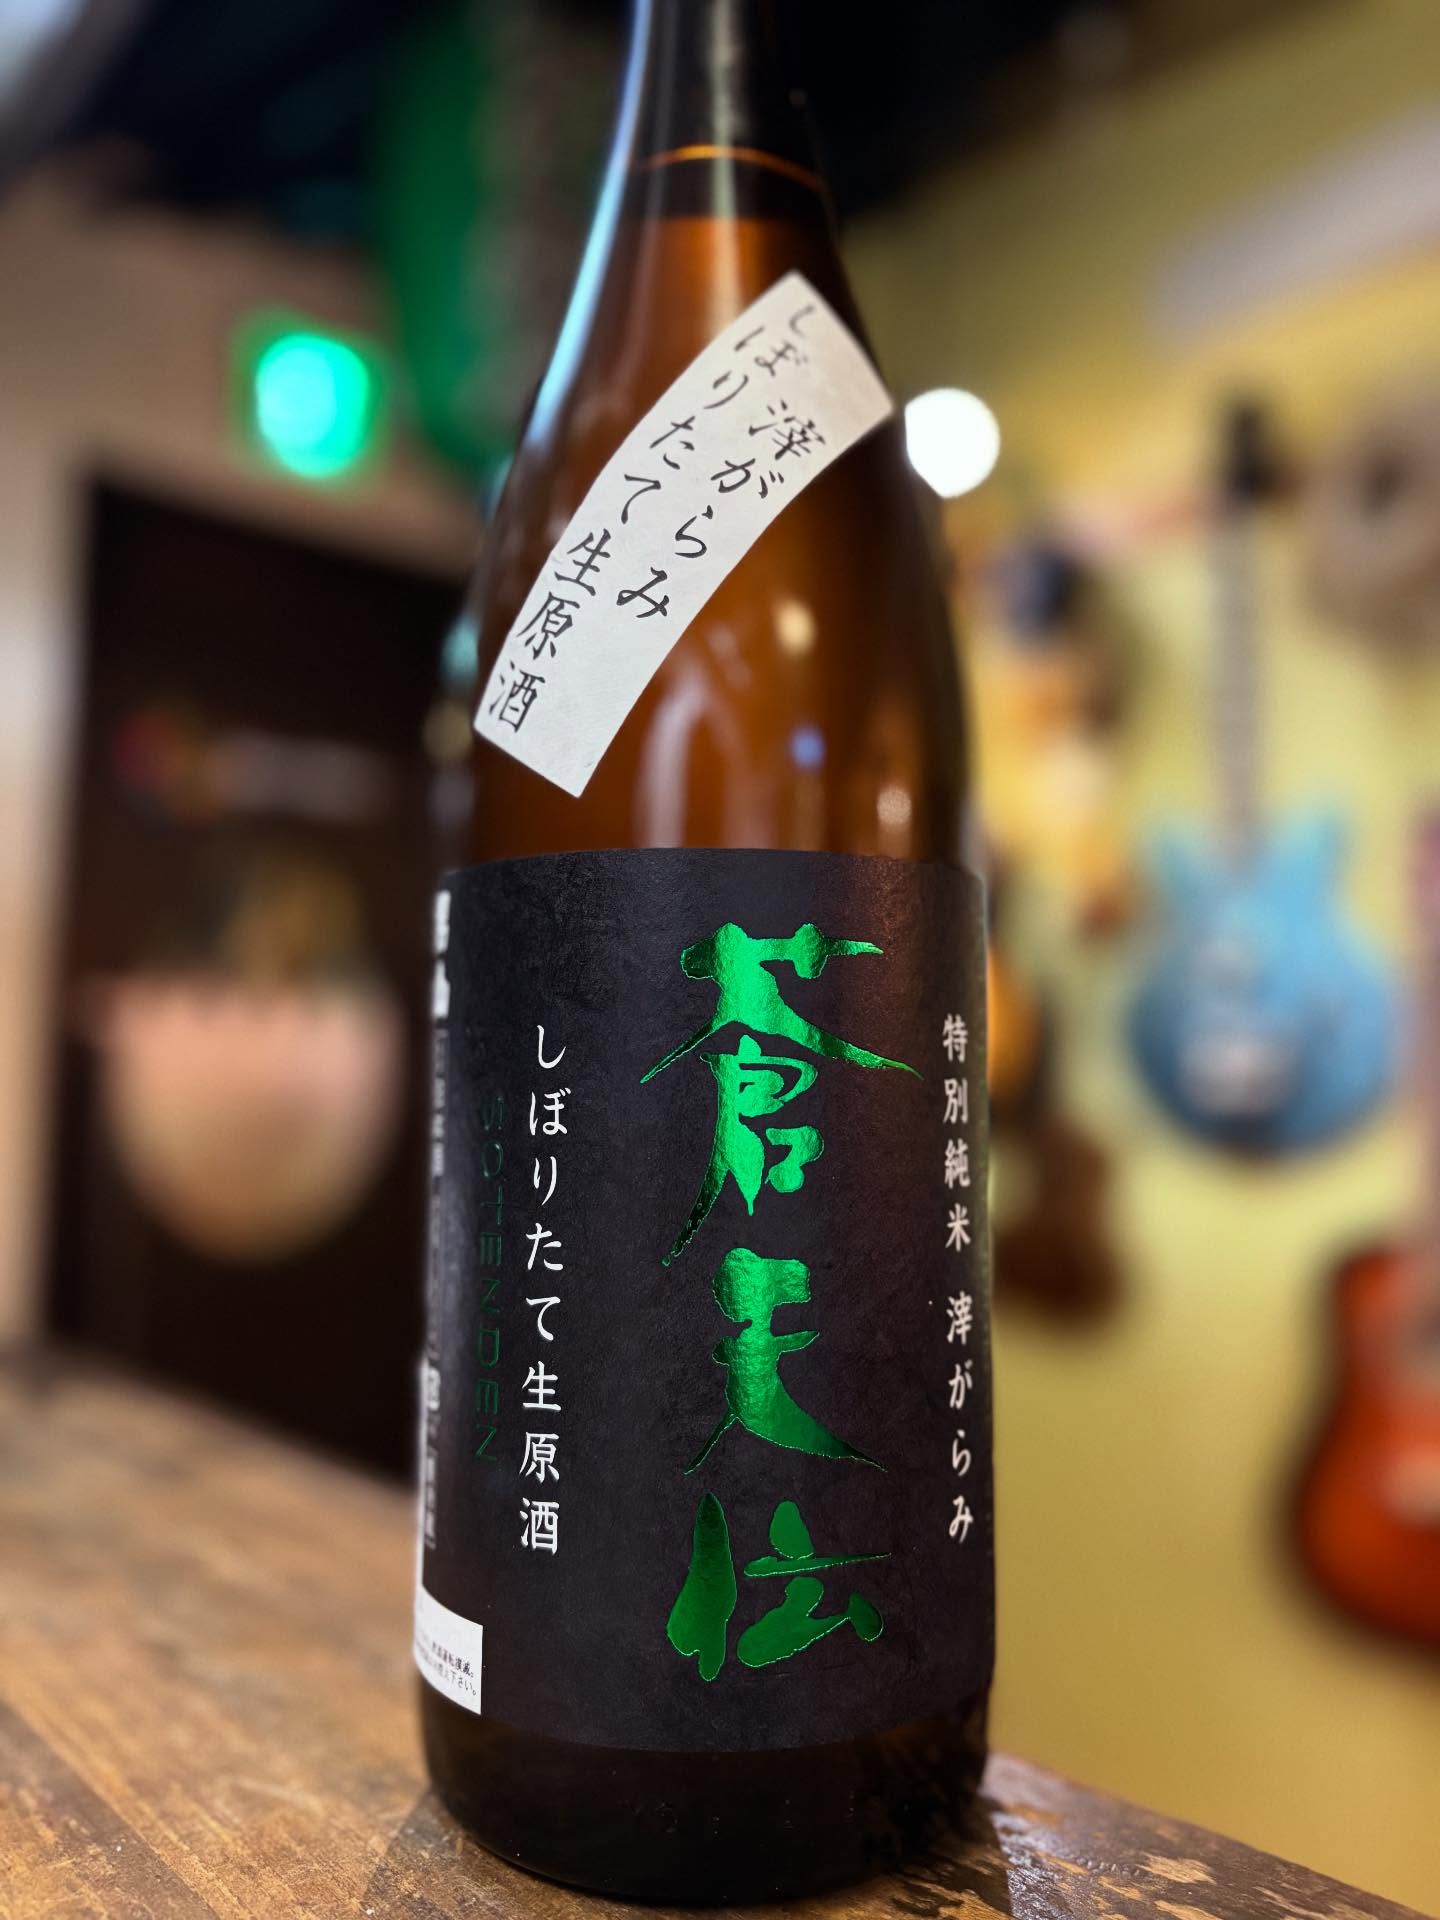 滓がらみ
しぼりたて生原酒
特別純米 滓がらみ
蒼天伝
しぼりたて生原酒
SOTENDEN